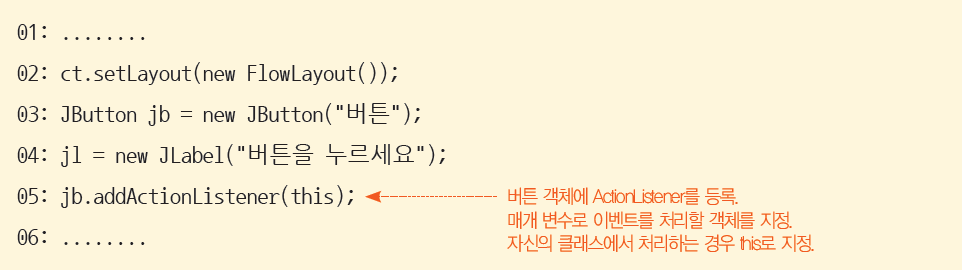 01: ........
02: ct.setLayout(new FlowLayout());
03: JButton jb = new JButton("버튼");
04: jl = new JLabel("버튼을 누르세요");
05: jb.addActionListener(this); 버튼 객체에 ActionListener를 등록.
매개 변수로 이벤트를 처리할 객체를 지정.
자신의 클래스에서 처리하는 경우 this로 지정.
06: ........